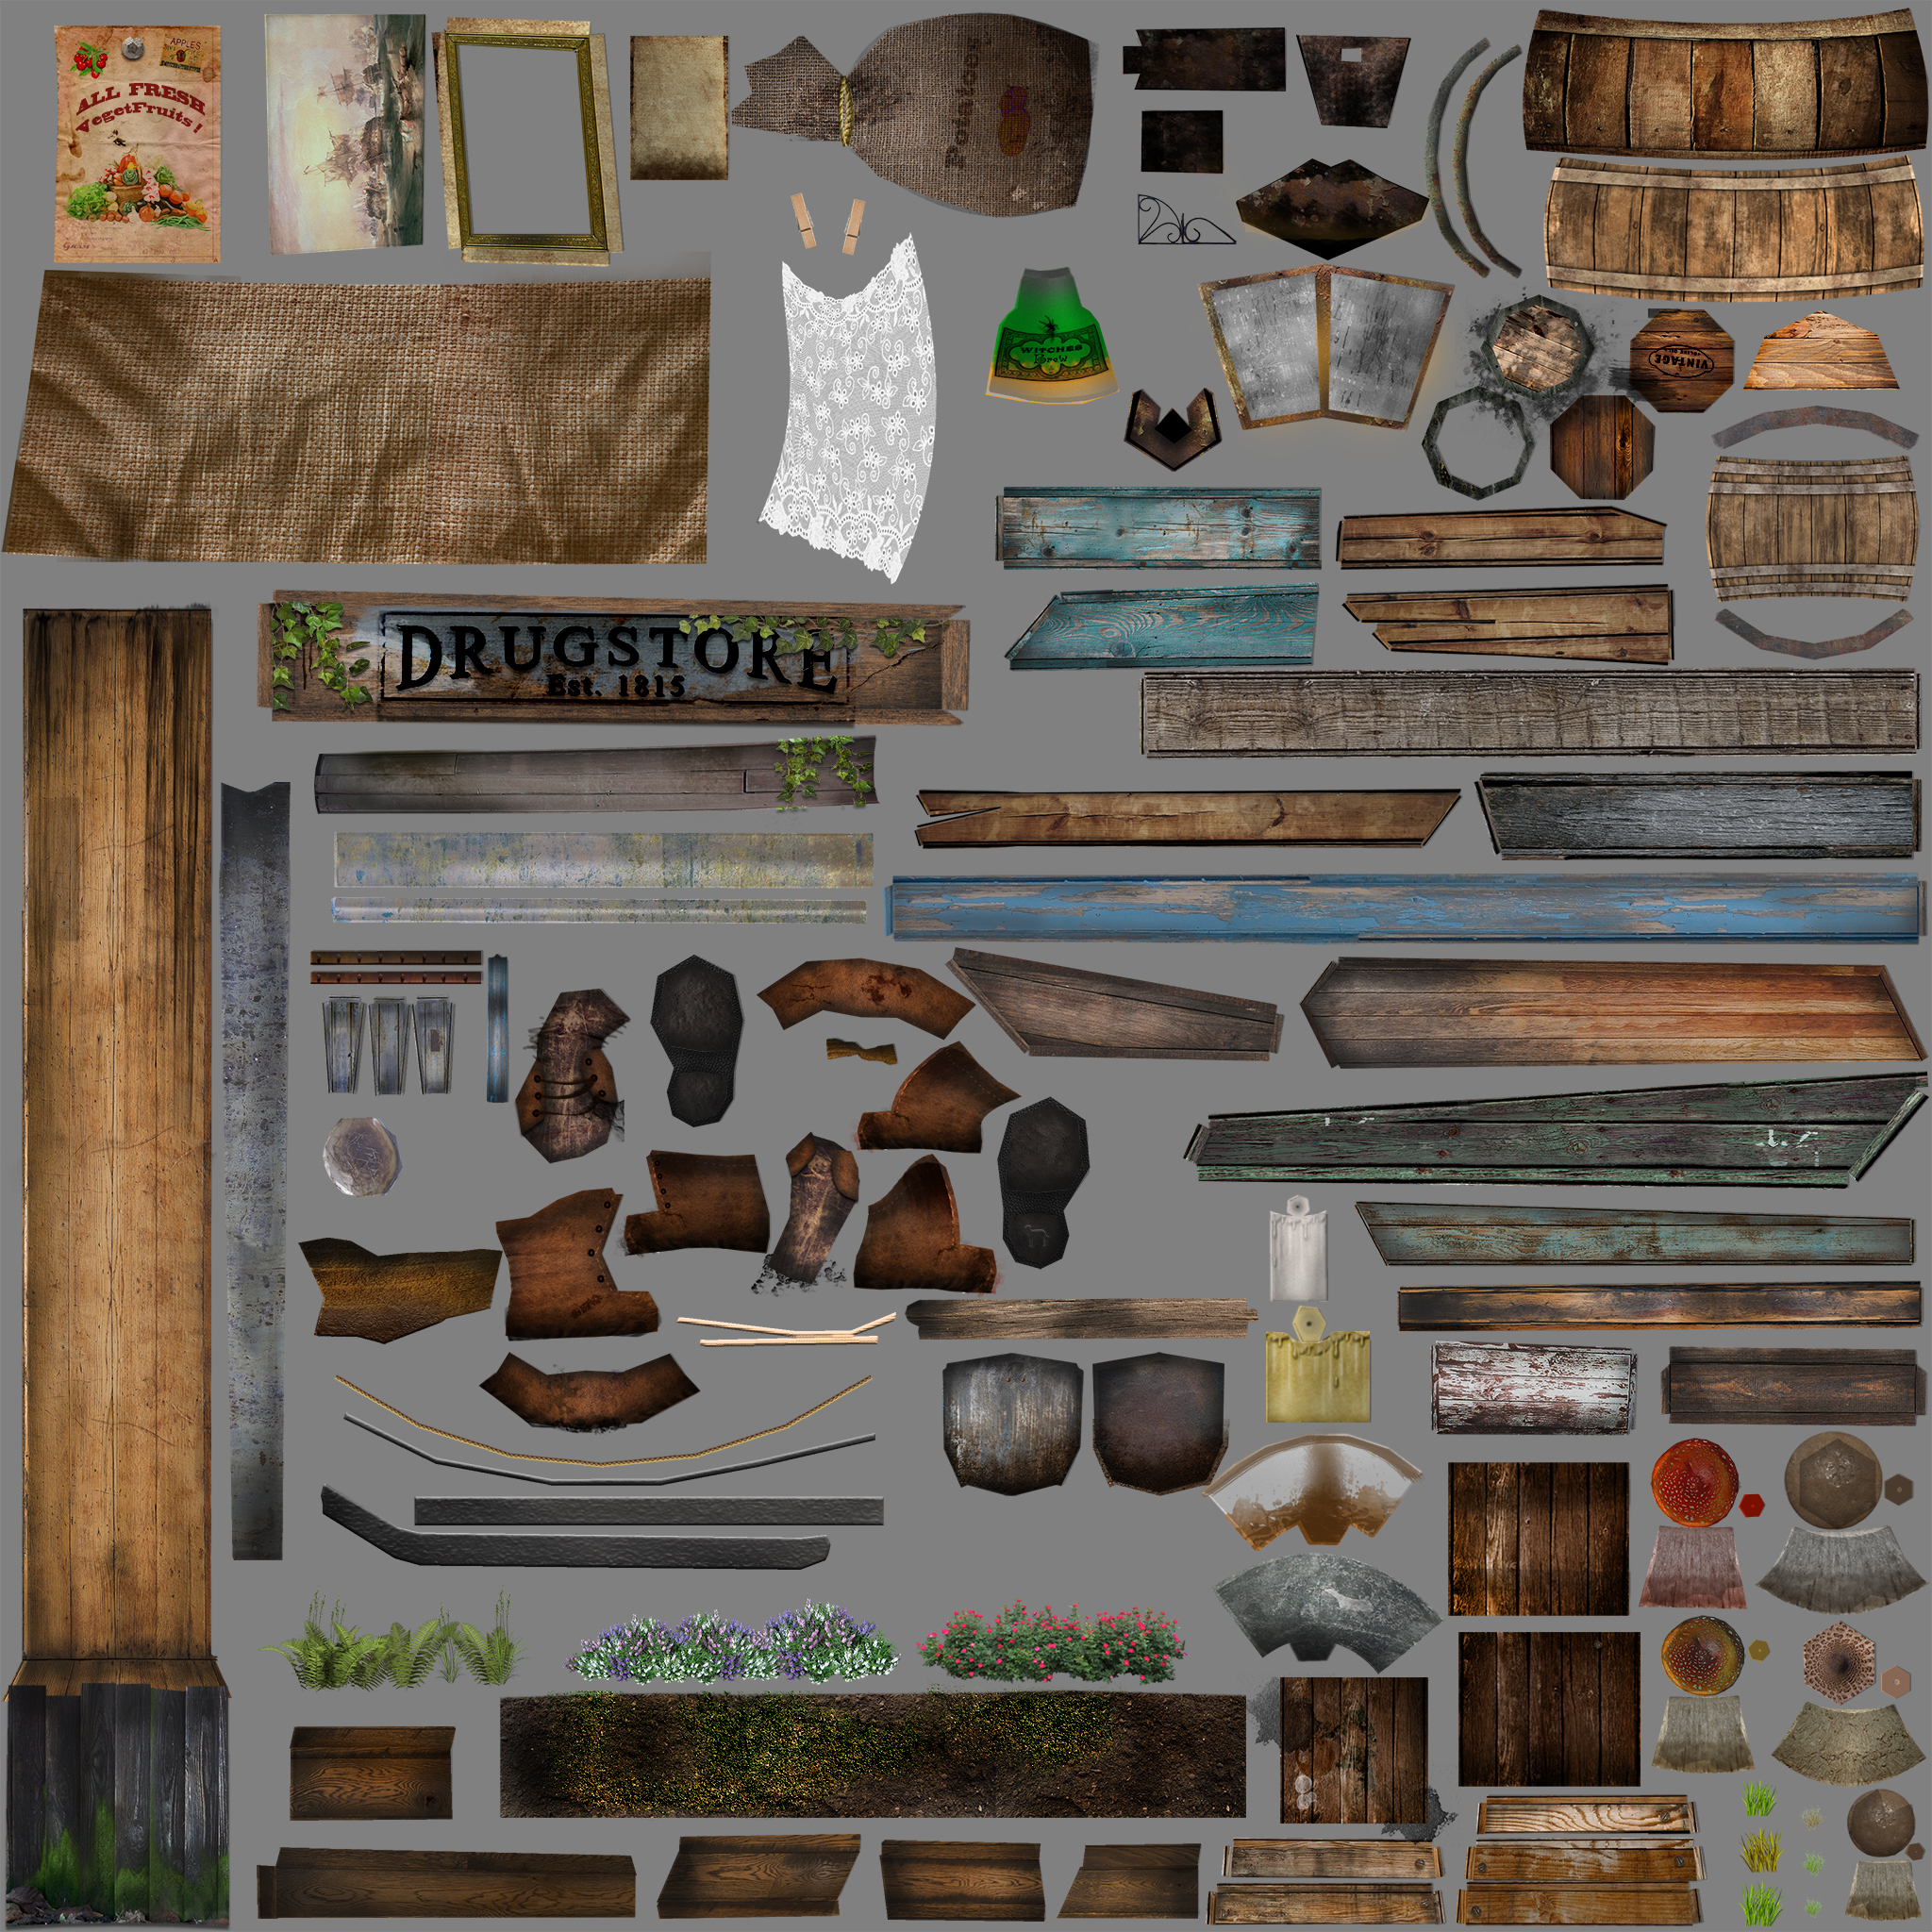 APPLES
ALL FRESH
VegetFruits!
Potatoes
WITCHES
Brew
VINTAGE
DRUGSTORE
Est. 1815